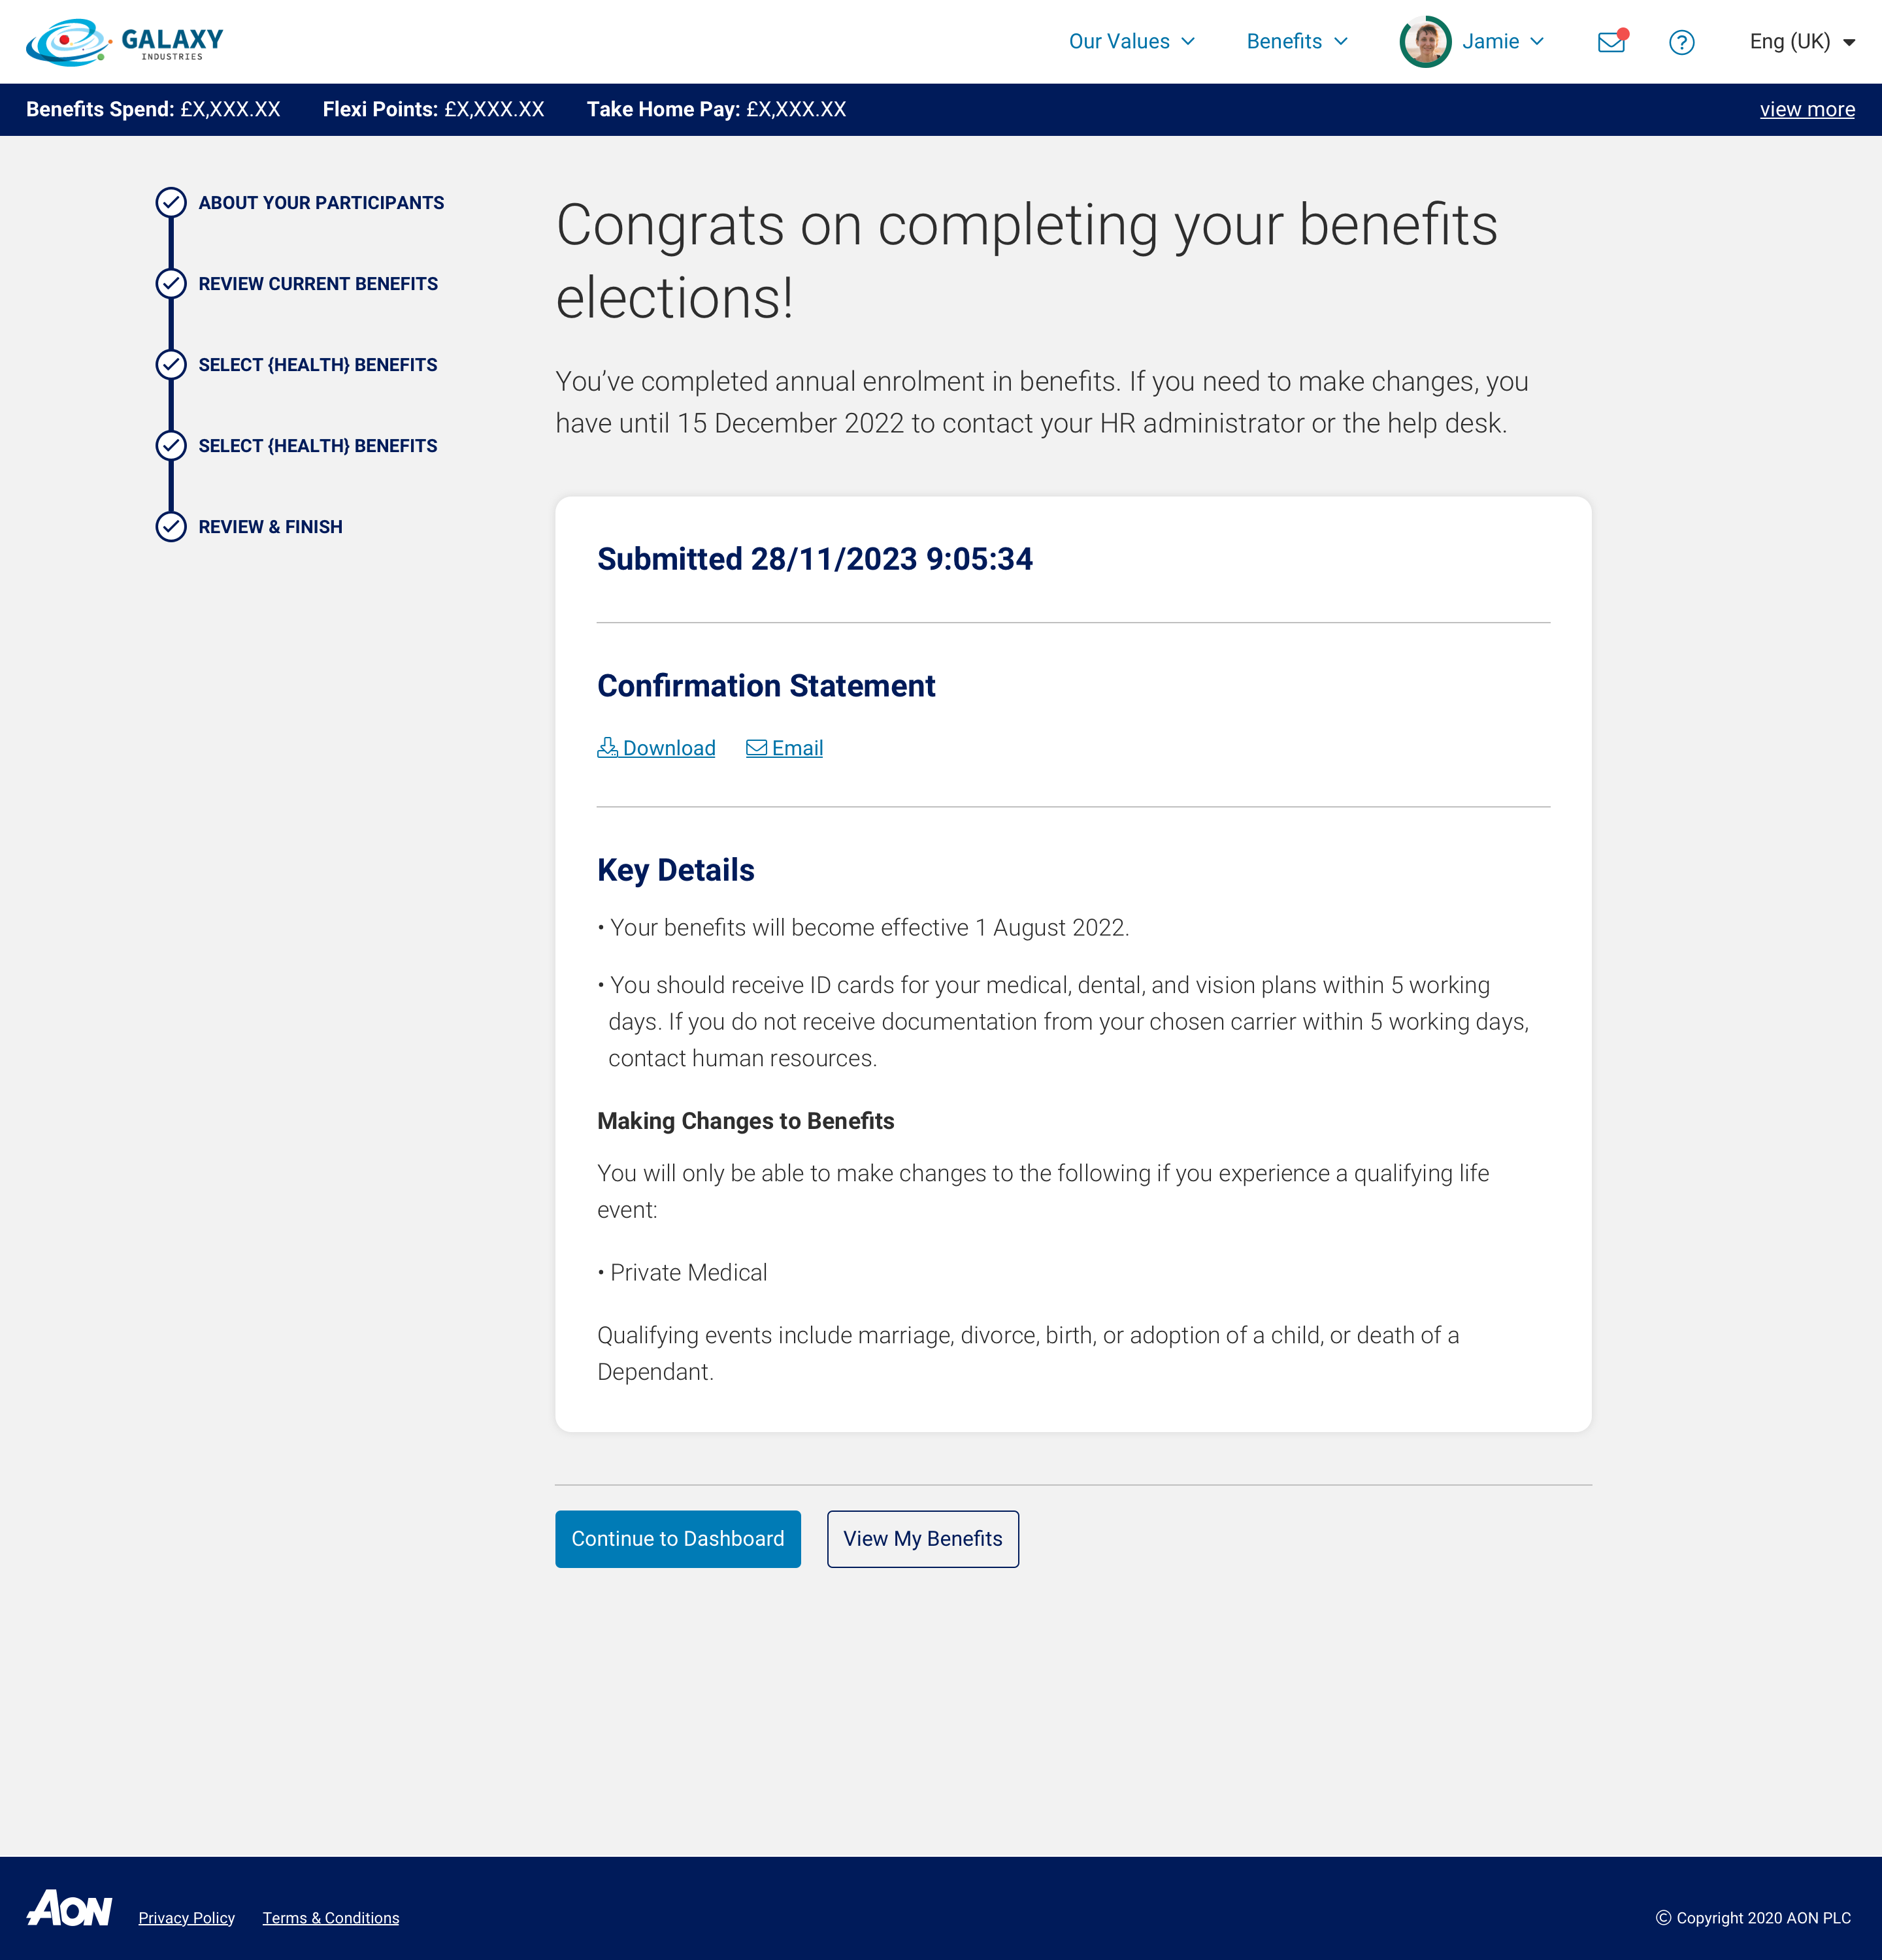 GALAXY
INDUSTRIES
Our Values
Benefits
Jamie
Eng (UK)
Benefits Spend: £X,XXX.XX
Flexi Points: £X,XXX.XX
Take Home Pay: £X,XXX.XX
view more
ABOUT YOUR PARTICIPANTS
REVIEW CURRENT BENEFITS
SELECT {HEALTH} BENEFITS
SELECT {HEALTH} BENEFITS
REVIEW & FINISH
Congrats on completing your benefits
elections!
You’ve completed annual enrolment in benefits. If you need to make changes, you
have until 15 December 2022 to contact your HR administrator or the help desk.
Submitted 28/11/2023 9:05:34
Confirmation Statement
Download
Email
Key Details
• Your benefits will become effective 1 August 2022.
• You should receive ID cards for your medical, dental, and vision plans within 5 working
days. If you do not receive documentation from your chosen carrier within 5 working days,
contact human resources.
Making Changes to Benefits
You will only be able to make changes to the following if you experience a qualifying life
event:
• Private Medical
Qualifying events include marriage, divorce, birth, or adoption of a child, or death of a
Dependant.
Continue to Dashboard
View My Benefits
AON
Privacy Policy
Terms & Conditions
© Copyright 2020 AON PLC